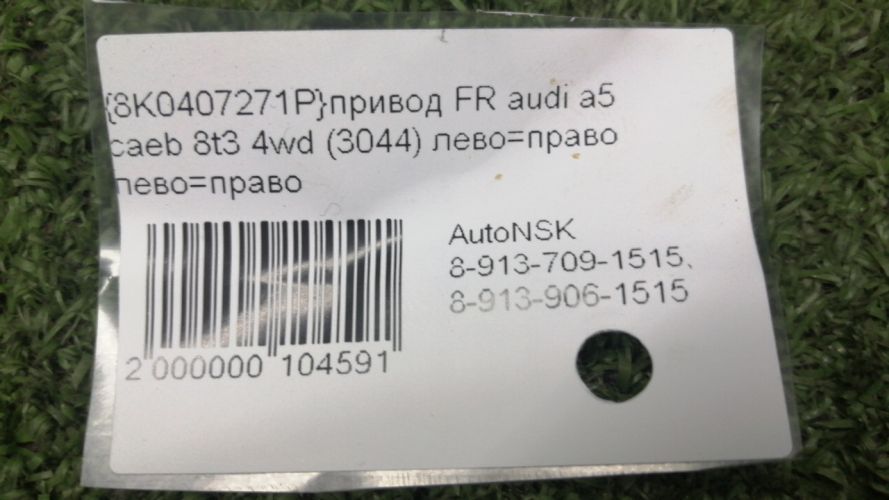 {8K0407271P}привод FR audi a5
caeb 8t3 4wd (3044) лево=право
лево=право
AutoNSK
8-913-709-1515,
8-913-906-1515
2 000000 104591